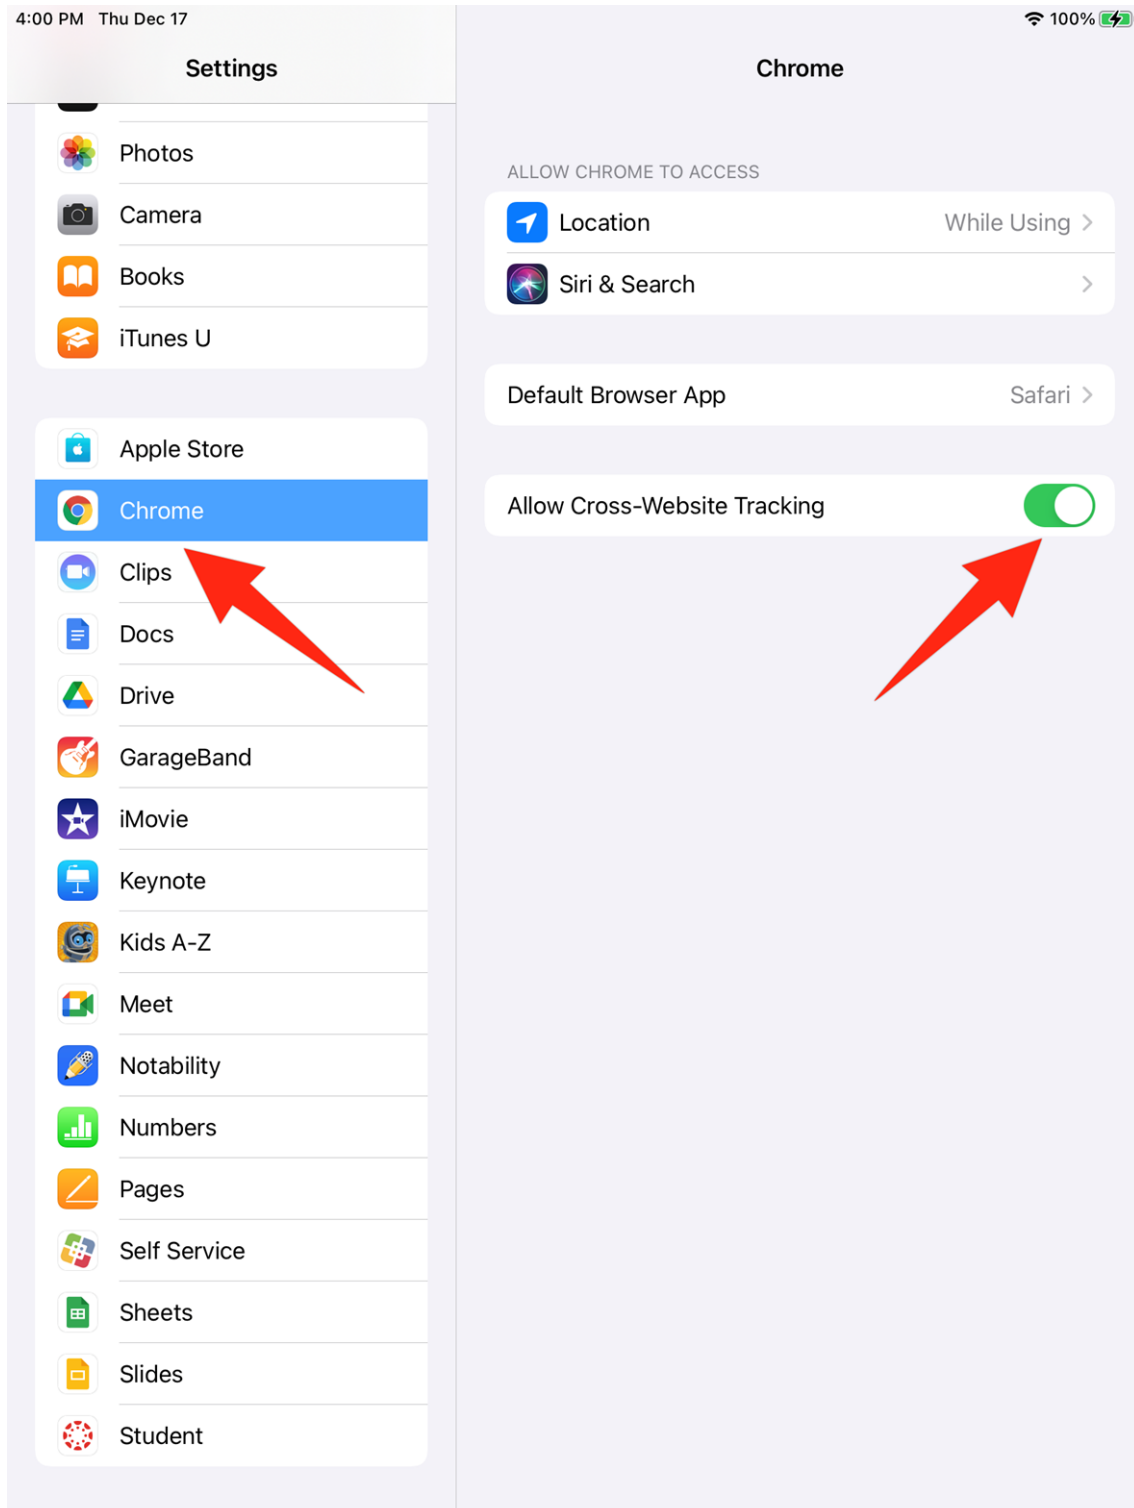 4:00 PM Thu Dec 17
100%
Settings
Photos
Camera
Books
iTunes U
Apple Store
Chrome
Clips
Docs
Drive
GarageBand
iMovie
Keynote
Kids A-Z
Meet
Notability
Numbers
Pages
Self Service
Sheets
Slides
Student
Chrome
ALLOW CHROME TO ACCESS
Location While Using
Siri & Search
Default Browser App Safari
Allow Cross-Website Tracking